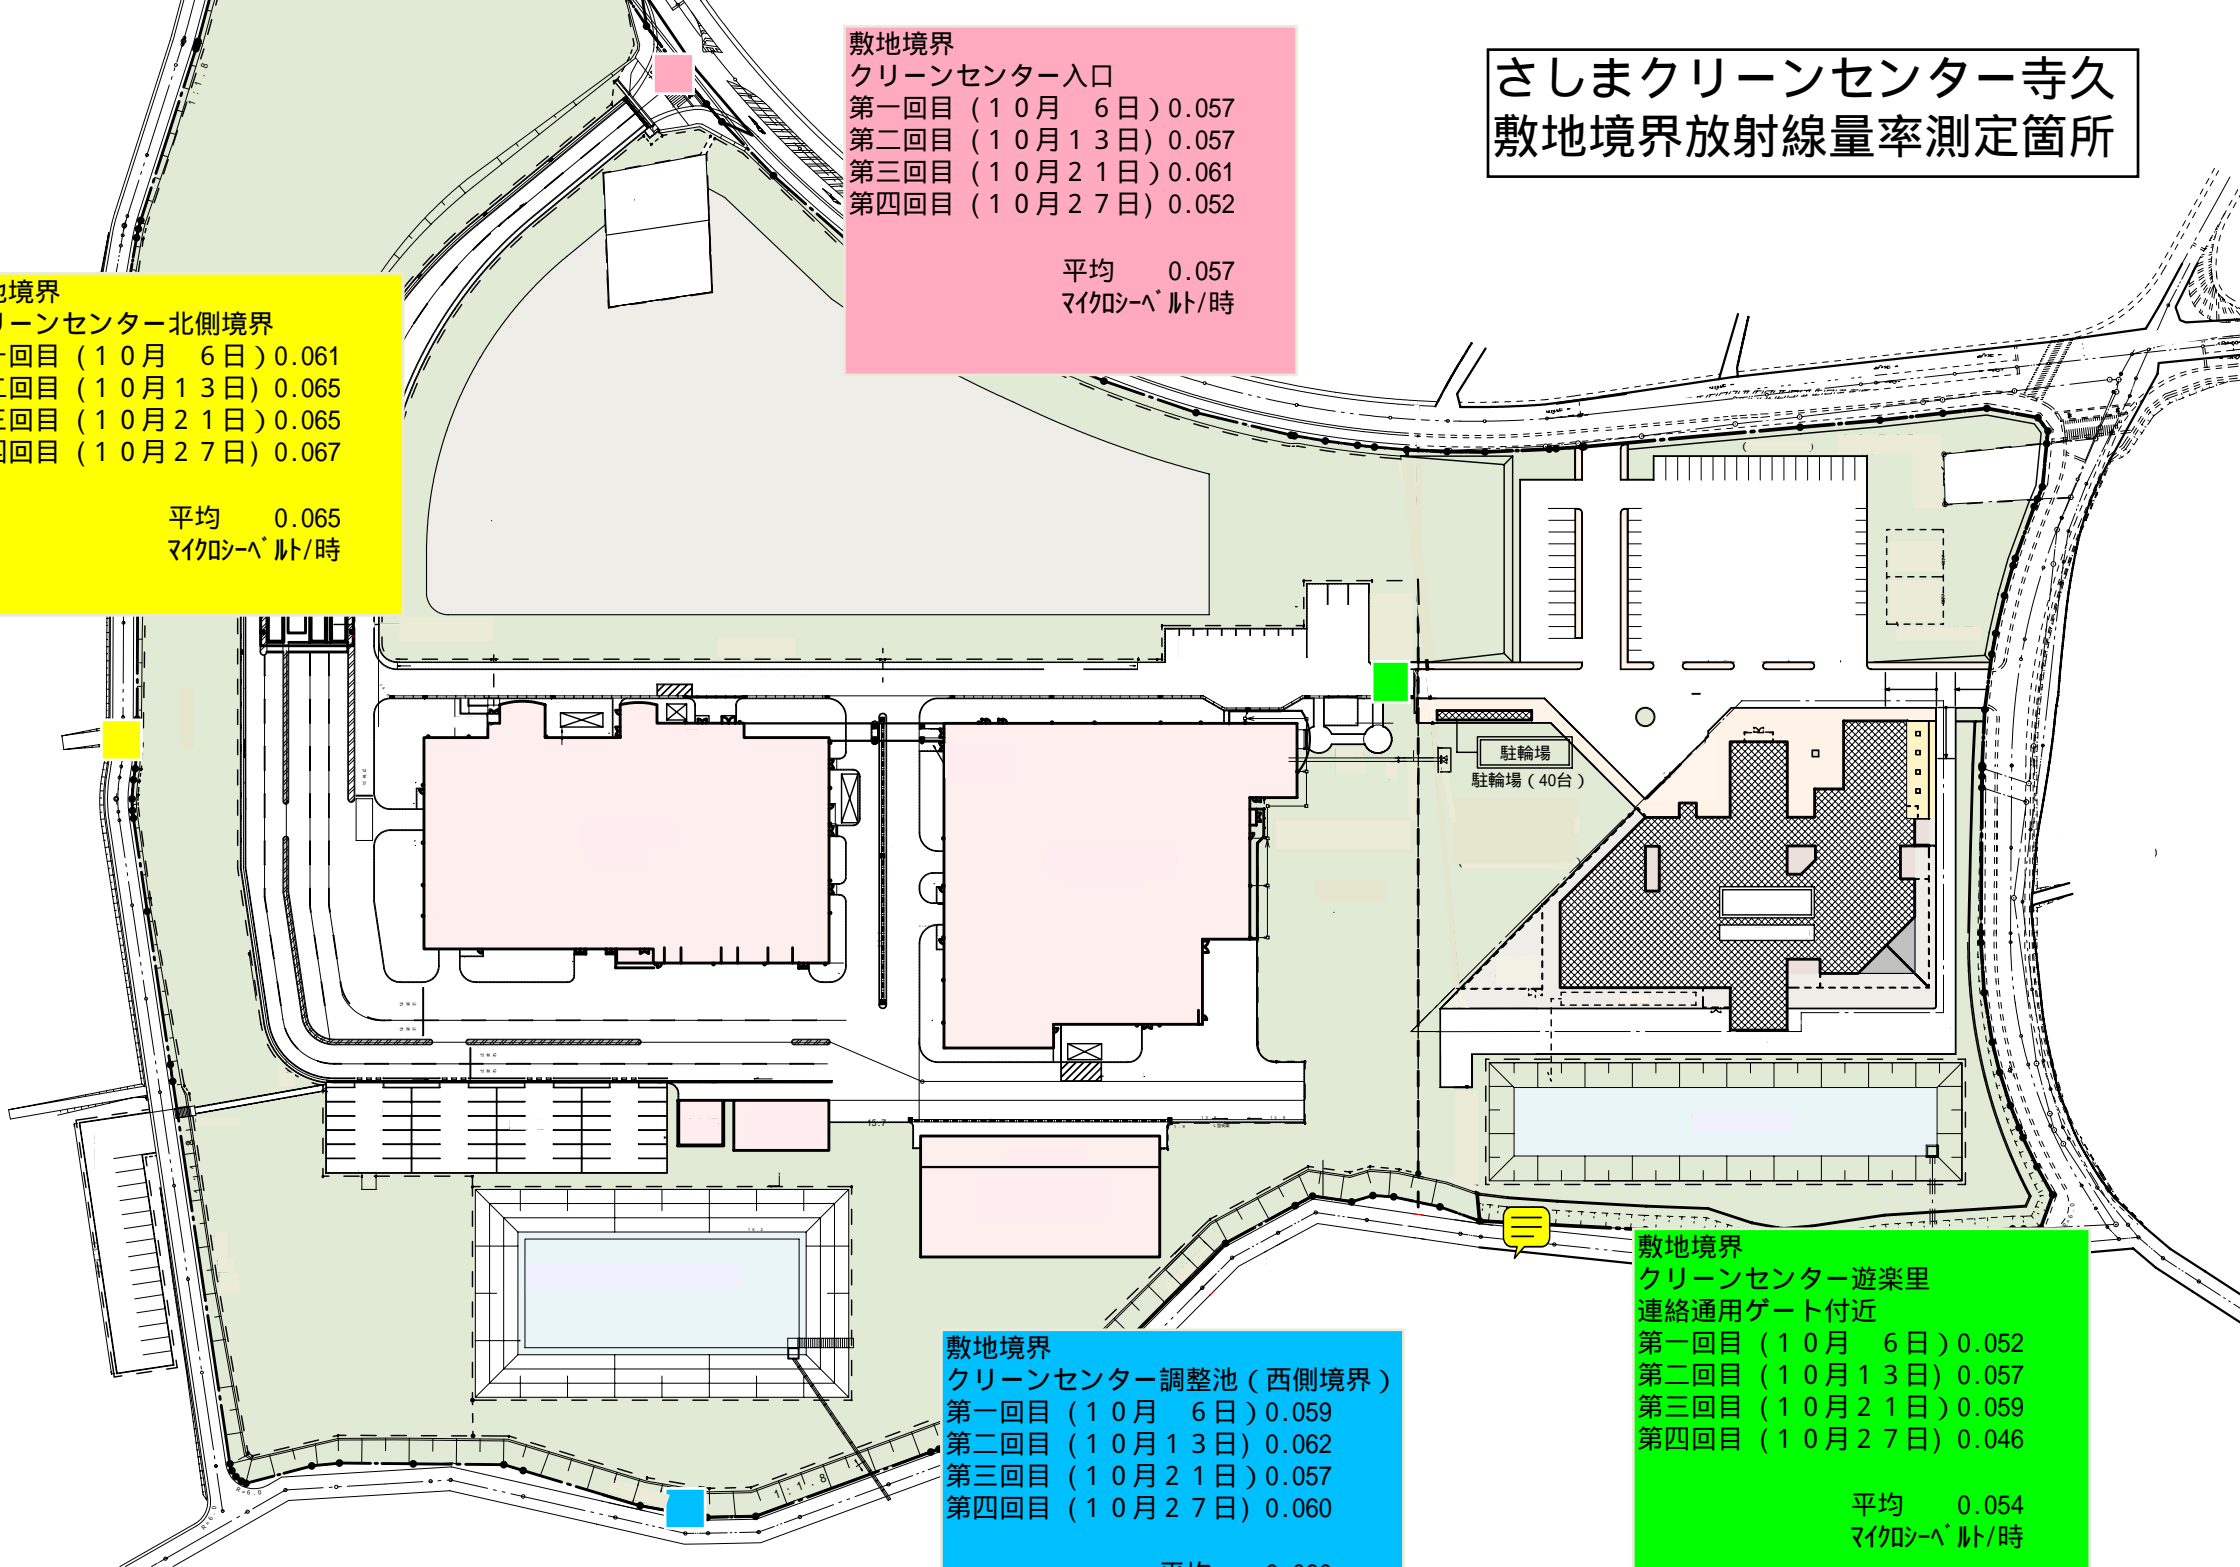 さしまクリーンセンター寺久
敷地境界放射線量率測定箇所
敷地境界
クリーンセンター入口
第一回目 (１０月　６日) 0.057
第二回目 (１０月１３日) 0.057
第三回目 (１０月２１日) 0.061
第四回目 (１０月２７日) 0.052
平均　0.057
ﾏｲｸﾛｼｰﾍﾞﾙﾄ/時
地境界
リーンセンター北側境界
一回目 (１０月　６日) 0.061
二回目 (１０月１３日) 0.065
三回目 (１０月２１日) 0.065
四回目 (１０月２７日) 0.067
平均　0.065
ﾏｲｸﾛｼｰﾍﾞﾙﾄ/時
駐輪場
駐輪場（40台）
15.7
1:1.8
R=6.0
R=6.0
敷地境界
クリーンセンター遊楽里
連絡通用ゲート付近
第一回目 (１０月　６日) 0.052
第二回目 (１０月１３日) 0.057
第三回目 (１０月２１日) 0.059
第四回目 (１０月２７日) 0.046
平均　0.054
ﾏｲｸﾛｼｰﾍﾞﾙﾄ/時
敷地境界
クリーンセンター調整池（西側境界）
第一回目 (１０月　６日) 0.059
第二回目 (１０月１３日) 0.062
第三回目 (１０月２１日) 0.057
第四回目 (１０月２７日) 0.060